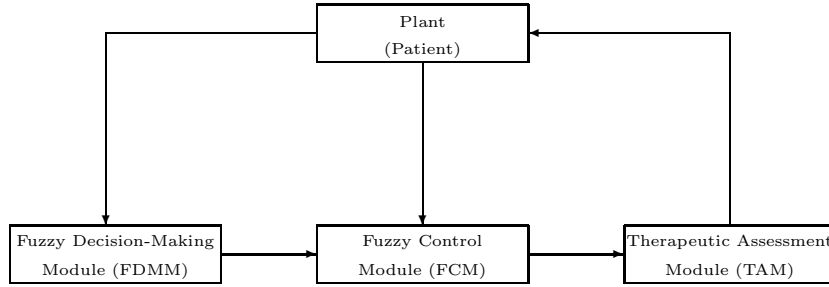 Plant
(Patient)
Fuzzy Decision-Making
Module (FDMM)
Fuzzy Control
Module (FCM)
Therapeutic Assessment
Module (TAM)